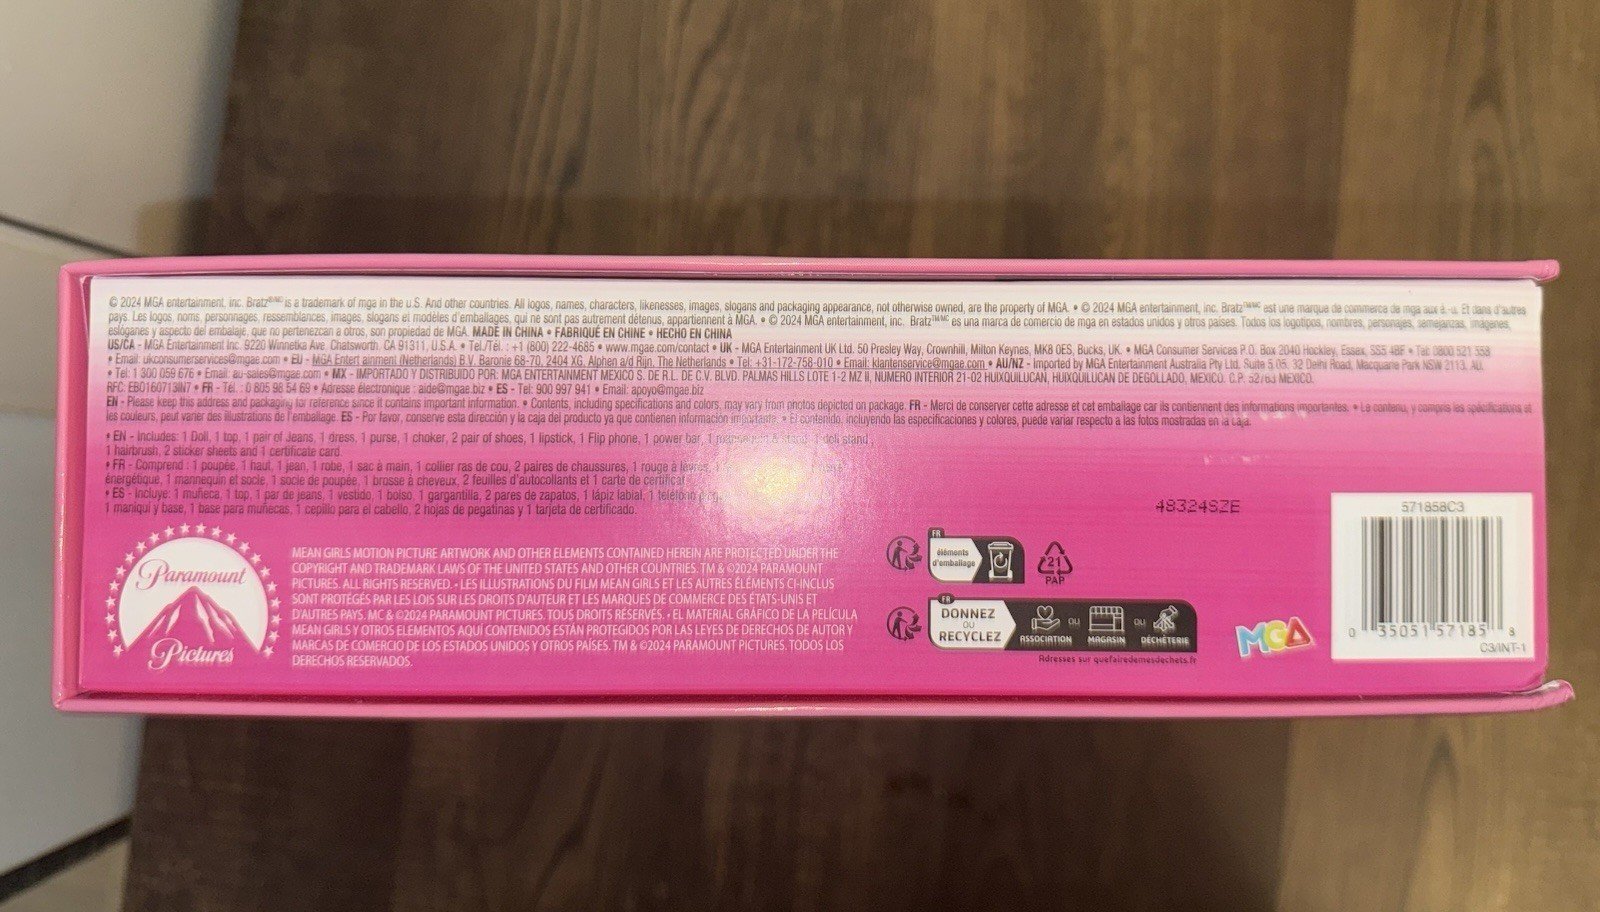 © 2024 MGA entertainment, inc. Bratz™/MC is a trademark of mga in the u.S. And other countries. All logos, names, characters, likenesses, images, slogans and packaging appearance, not otherwise owned, are the property of MGA. • © 2024 MGA entertainment, inc. Bratz™/MC est une marque de commerce de mga aux é.-u. Et dans d'autres
pays. Les logos, noms, personnages, ressemblances, images, slogans et modèles d'emballages, qui ne sont pas autrement détenus, appartiennent à MGA. • © 2024 MGA entertainment, inc. Bratz™/MC es una marca de comercio de mga en estados unidos y otros países. Todos los logotipos, nombres, personajes, semejanzas, imágenes,
eslóganes y aspecto del embalaje, que no pertenezcan a otros, son propiedad de MGA. MADE IN CHINA • FABRIQUÉ EN CHINE • HECHO EN CHINA
US/CA - MGA Entertainment Inc. 9220 Winnetka Ave. Chatsworth, CA 91311, U.S.A. • Tel./Tél. : +1 (800) 222-4685 • www.mgae.com/contact • UK - MGA Entertainment UK Ltd. 50 Presley Way, Crownhill, Milton Keynes, MK8 0ES, Bucks, UK. • MGA Consumer Services P.O. Box 2040 Hockley, Essex, SS5 4BF • Tel: 0800 521 558
• Email: ukconsumerservices@mgae.com • EU - MGA Entert ainment (Netherlands) B.V. Baronie 68-70, 2404 XG, Alphen a/d Rijn, The Netherlands • Tel: +31-172-758-010 • Email: klantenservice@mgae.com • AU/NZ - Imported by MGA Entertainment Australia Pty Ltd. Suite 5.05, 32 Delhi Road, Macquarie Park NSW 2113, AU.
• Tel: 1 300 059 676 • Email: au-sales@mgae.com • MX - IMPORTADO Y DISTRIBUIDO POR: MGA ENTERTAINMENT MEXICO S. DE R.L. DE C.V. BLVD. PALMAS HILLS LOTE 1-2 MZ II, NUMERO INTERIOR 21-02 HUIXQUILUCAN, HUIXQUILUCAN DE DEGOLLADO, MEXICO. C.P. 52763 MEXICO.
RFC: EBO160713IN7 • FR - Tél. : 0 805 98 54 69 • Adresse électronique : aide@mgae.biz • ES - Tel: 900 997 941 • Email: apoyo@mgae.biz
EN - Please keep this address and packaging for reference since it contains important information. • Contents, including specifications and colors, may vary from photos depicted on package. FR - Merci de conserver cette adresse et cet emballage car ils contiennent des informations importantes. • Le contenu, y compris les spécifications et
les couleurs, peut varier des illustrations de l'emballage. ES - Por favor, conserve esta dirección y la caja del producto ya que contienen información importante. • El contenido, incluyendo las especificaciones y colores, puede variar respecto a las fotos mostradas en la caja.
• EN - Includes: 1 Doll, 1 top, 1 pair of Jeans, 1 dress, 1 purse, 1 choker, 2 pair of shoes, 1 lipstick, 1 Flip phone, 1 power bar, 1 mannequin & stand, 1 doll stand,
1 hairbrush, 2 sticker sheets and 1 certificate card.
• FR - Comprend : 1 poupée, 1 haut, 1 jean, 1 robe, 1 sac à main, 1 collier ras de cou, 2 paires de chaussures, 1 rouge à lèvres, 1
énergétique, 1 mannequin et socle, 1 socle de poupée, 1 brosse à cheveux, 2 feuilles d'autocollants et 1 carte de certificat.
• ES - Incluye: 1 muñeca, 1 top, 1 par de jeans, 1 vestido, 1 bolso, 1 gargantilla, 2 pares de zapatos, 1 lápiz labial, 1 teléfono
1 maniquí y base, 1 base para muñecas, 1 cepillo para el cabello, 2 hojas de pegatinas y 1 tarjeta de certificado.
48324SZE
Paramount
Pictures
MEAN GIRLS MOTION PICTURE ARTWORK AND OTHER ELEMENTS CONTAINED HEREIN ARE PROTECTED UNDER THE
COPYRIGHT AND TRADEMARK LAWS OF THE UNITED STATES AND OTHER COUNTRIES. TM & ©2024 PARAMOUNT
PICTURES. ALL RIGHTS RESERVED. • LES ILLUSTRATIONS DU FILM MEAN GIRLS ET LES AUTRES ÉLÉMENTS CI-INCLUS
SONT PROTÉGÉS PAR LES LOIS SUR LES DROITS D'AUTEUR ET LES MARQUES DE COMMERCE DES ÉTATS-UNIS ET
D'AUTRES PAYS. MC & ©2024 PARAMOUNT PICTURES. TOUS DROITS RÉSERVÉS. • EL MATERIAL GRÁFICO DE LA PELÍCULA
MEAN GIRLS Y OTROS ELEMENTOS AQUÍ CONTENIDOS ESTÁN PROTEGIDOS POR LAS LEYES DE DERECHOS DE AUTOR Y
MARCAS DE COMERCIO DE LOS ESTADOS UNIDOS Y OTROS PAÍSES. TM & ©2024 PARAMOUNT PICTURES. TODOS LOS
DERECHOS RESERVADOS.
FR
éléments
d'emballage
21
PAP
FR
DONNEZ
OU
RECYCLEZ
ASSOCIATION
OU
MAGASIN
OU
DÉCHÈTERIE
Adresses sur quefairedemesdechets.fr
MGA
571858C3
0 35051 57185 8
C3/INT-1